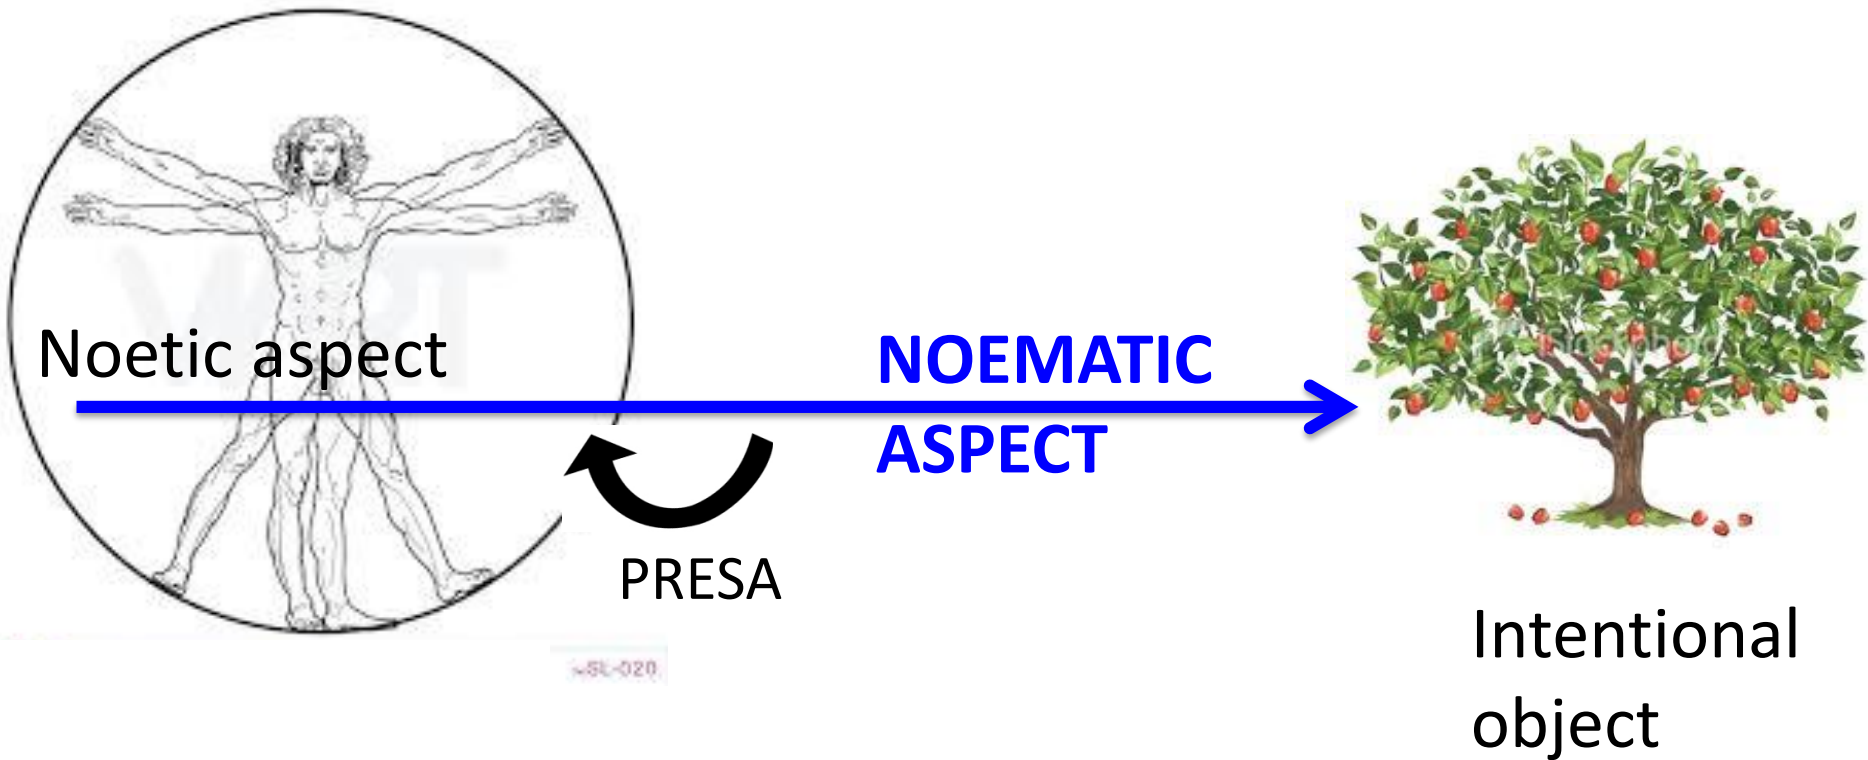 Noetic aspect
NOEMATIC
ASPECT
PRESA
Intentional
object